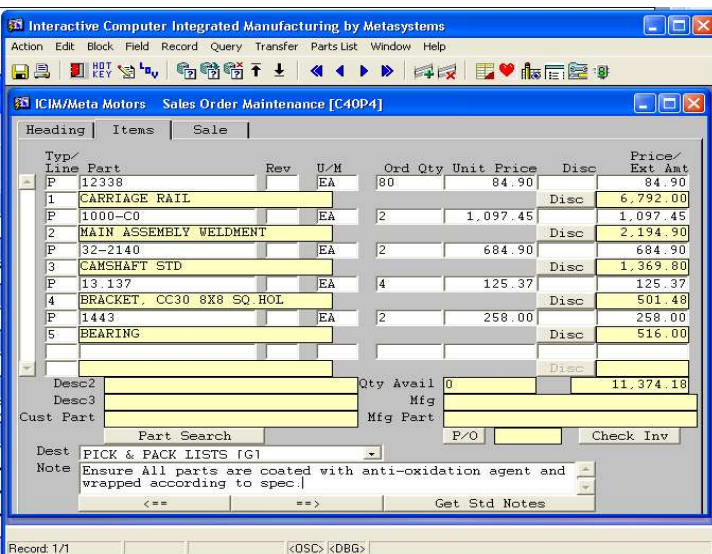 Interactive Computer Integrated Manufacturing by Metasystems
Action Edit Block Field Record Query Transfer Parts List Window Help
HOT KEY
ICIM/Meta Motors Sales Order Maintenance [C40P4]
Heading Items Sale
Typ/ Price/
Line Part Rev U/M Ord Qty Unit Price Disc Ext Amt
P 12338 EA 80 84.90 84.90
1 CARRIAGE RAIL Disc 6,792.00
P 1000-C0 EA 2 1,097.45 1,097.45
2 MAIN ASSEMBLY WELDMENT Disc 2,194.90
P 32-2140 EA 2 684.90 684.90
3 CAMSHAFT STD Disc 1,369.80
P 13.137 EA 4 125.37 125.37
4 BRACKET, CC30 8X8 SQ.HOL Disc 501.48
P 1443 EA 2 258.00 258.00
5 BEARING Disc 516.00
Disc
Desc2 Qty Avail 0 11,374.18
Desc3 Mfg
Cust Part Mfg Part
Part Search P/O Check Inv
Dest PICK & PACK LISTS [G]
Note Ensure All parts are coated with anti-oxidation agent and
wrapped according to spec.
<== ==> Get Std Notes
Record: 1/1 <OSC> <DBG>